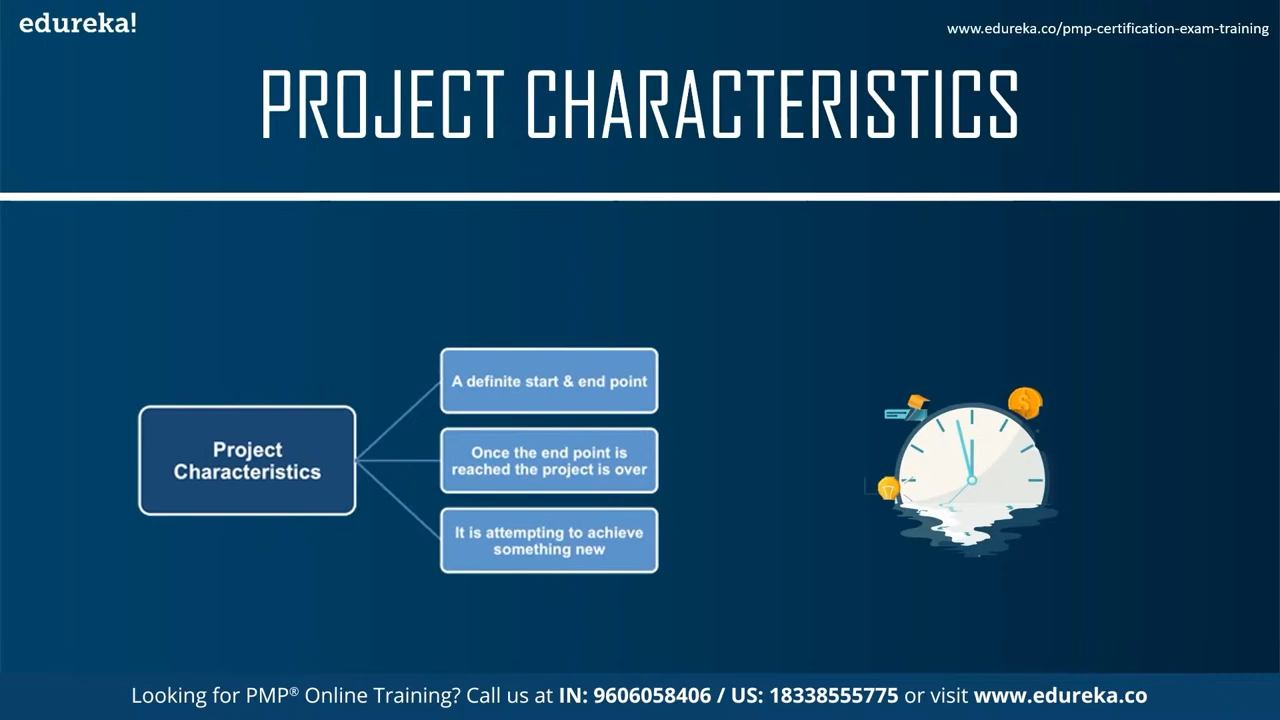 edureka!
www.edureka.co/pmp-certification-exam-training
PROJECT CHARACTERISTICS
Project
Characteristics
A definite start & end point
Once the end point is
reached the project is over
It is attempting to achieve
something new
$
Looking for PMP® Online Training? Call us at IN: 9606058406 / US: 18338555775 or visit www.edureka.co